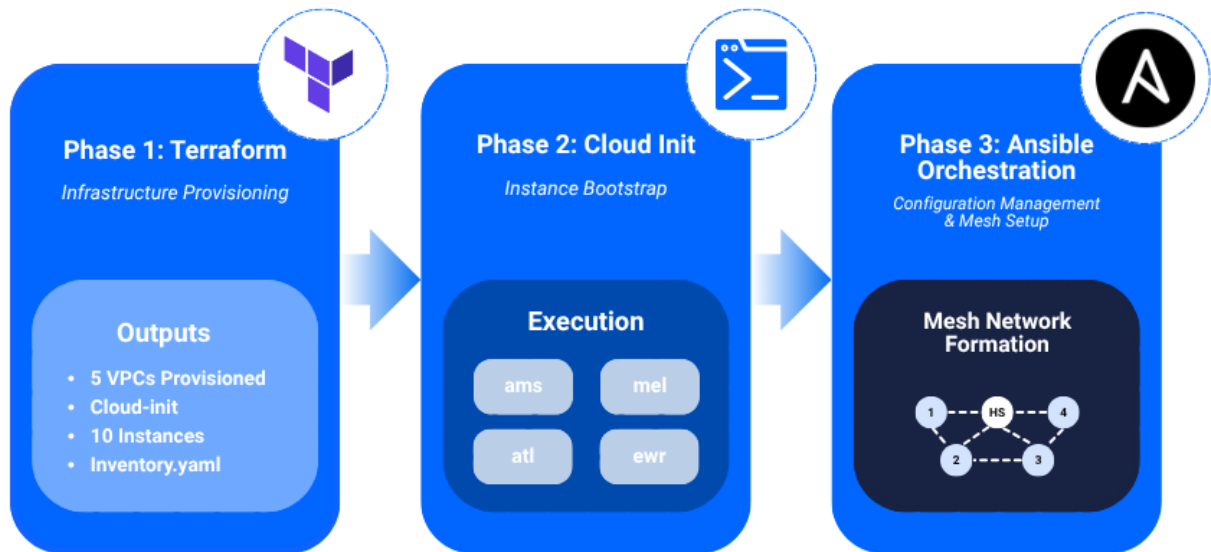 Phase 1: Terraform
Infrastructure Provisioning
Outputs
• 5 VPCs Provisioned
• Cloud-init
• 10 Instances
• Inventory.yaml
Phase 2: Cloud Init
Instance Bootstrap
Execution
ams
mel
atl
ewr
Phase 3: Ansible
Orchestration
Configuration Management
& Mesh Setup
Mesh Network
Formation
1
HS
4
2
3